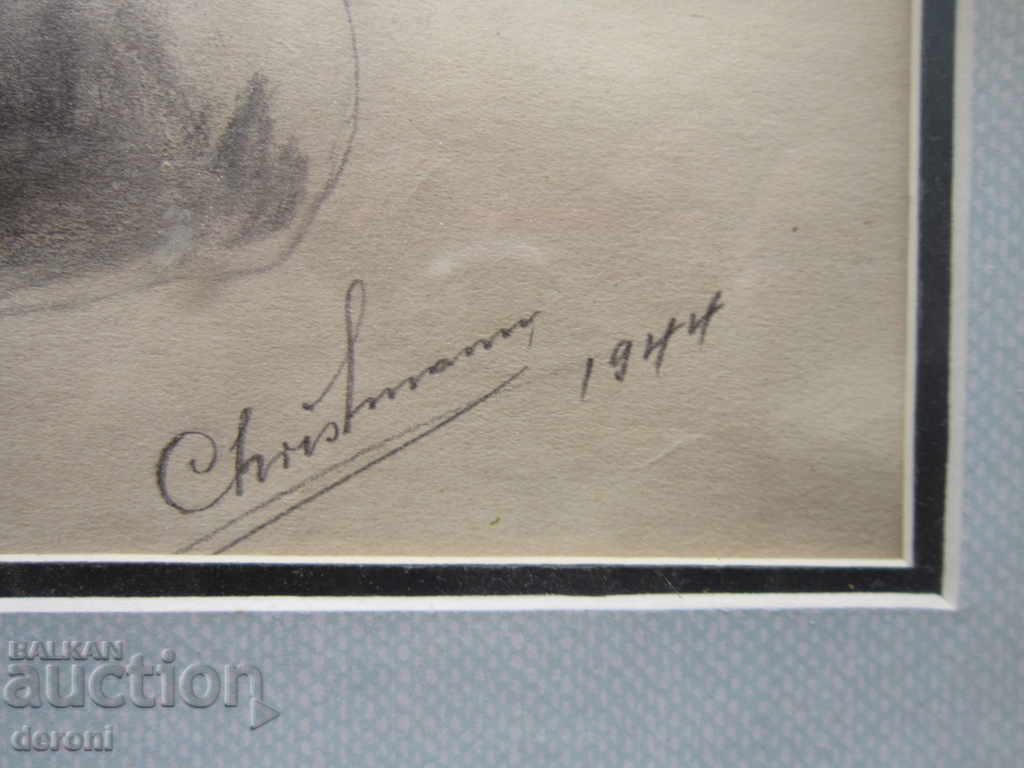 Christmann
1944
BALKAN
auction
deroni